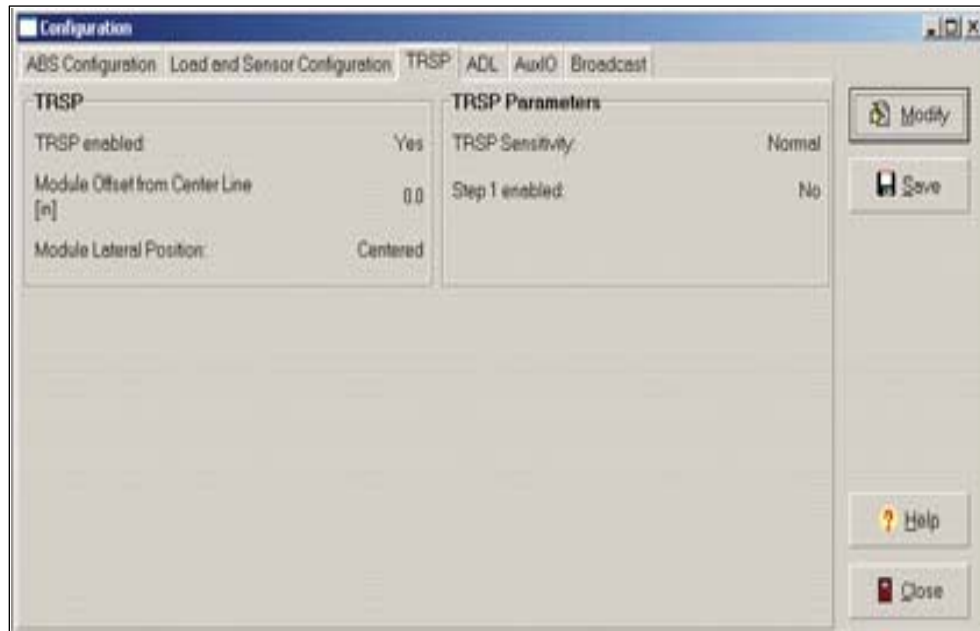 Configuration
ABS Configuration Load and Sensor Configuration TRSP ADL AuxIO Broadcast
TRSP
TRSP enabled: Yes
Module Offset from Center Line
[in] 0.0
Module Lateral Position: Centered
TRSP Parameters
TRSP Sensitivity: Normal
Step 1 enabled: No
Modify
Save
Help
Close